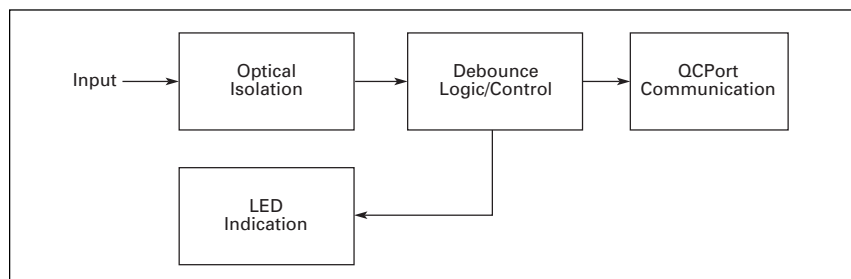 Input
Optical
Isolation
Debounce
Logic/Control
QCPort
Communication
LED
Indication